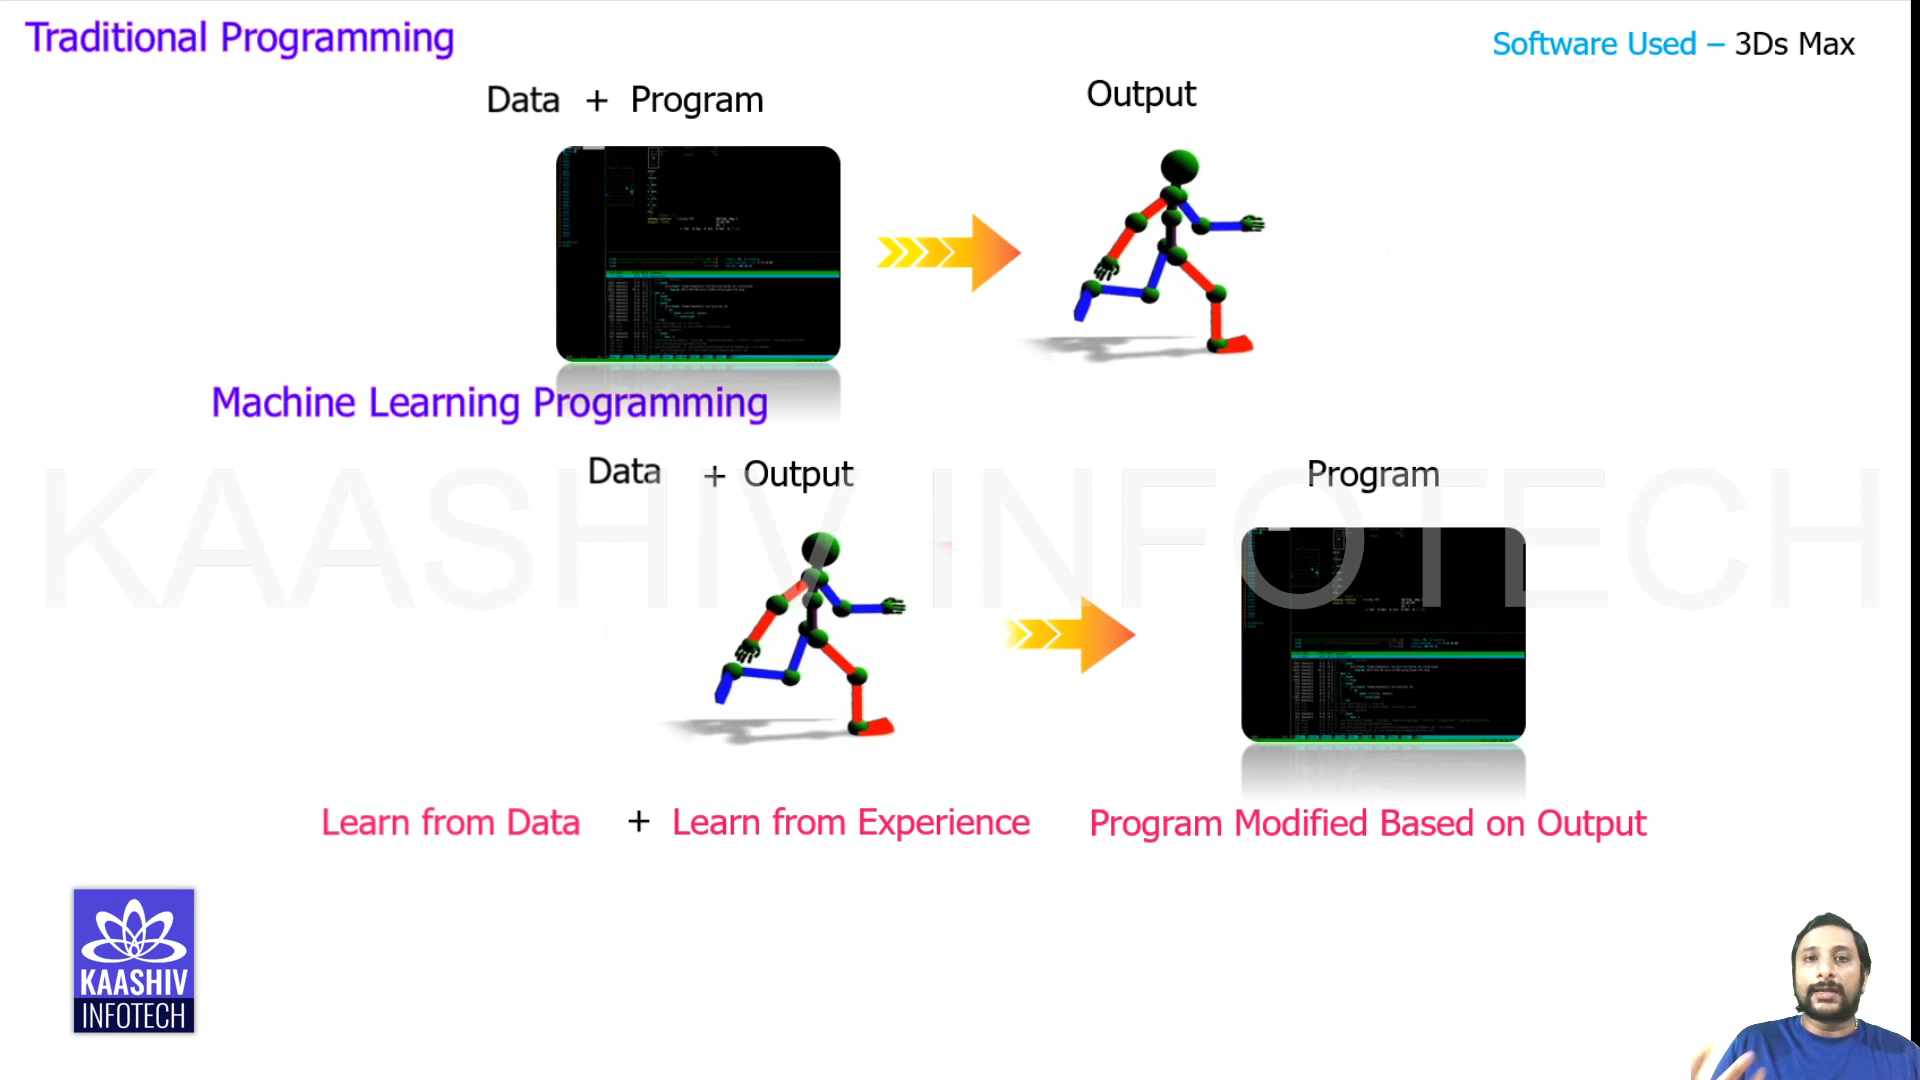 Traditional Programming
Software Used – 3Ds Max
Data + Program
Output
Machine Learning Programming
Data + Output
Program
KAASHIV INFOTECH
Learn from Data + Learn from Experience
Program Modified Based on Output
KAASHIV
INFOTECH